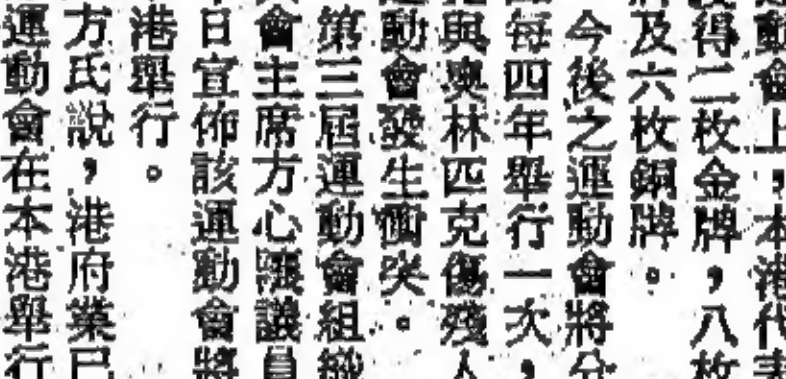 動會上，本港代表
獲得二枚金牌，八枚
牌及六枚銅牌。
今後之運動會將分
每四年舉行一次，
與奧林匹克傷殘人
運動會發生衝突。
第三屆運動會組織
會主席方心讓議員
日宣佈該運動會將
港舉行。
方氏說，港府業已
運動會在本港舉行